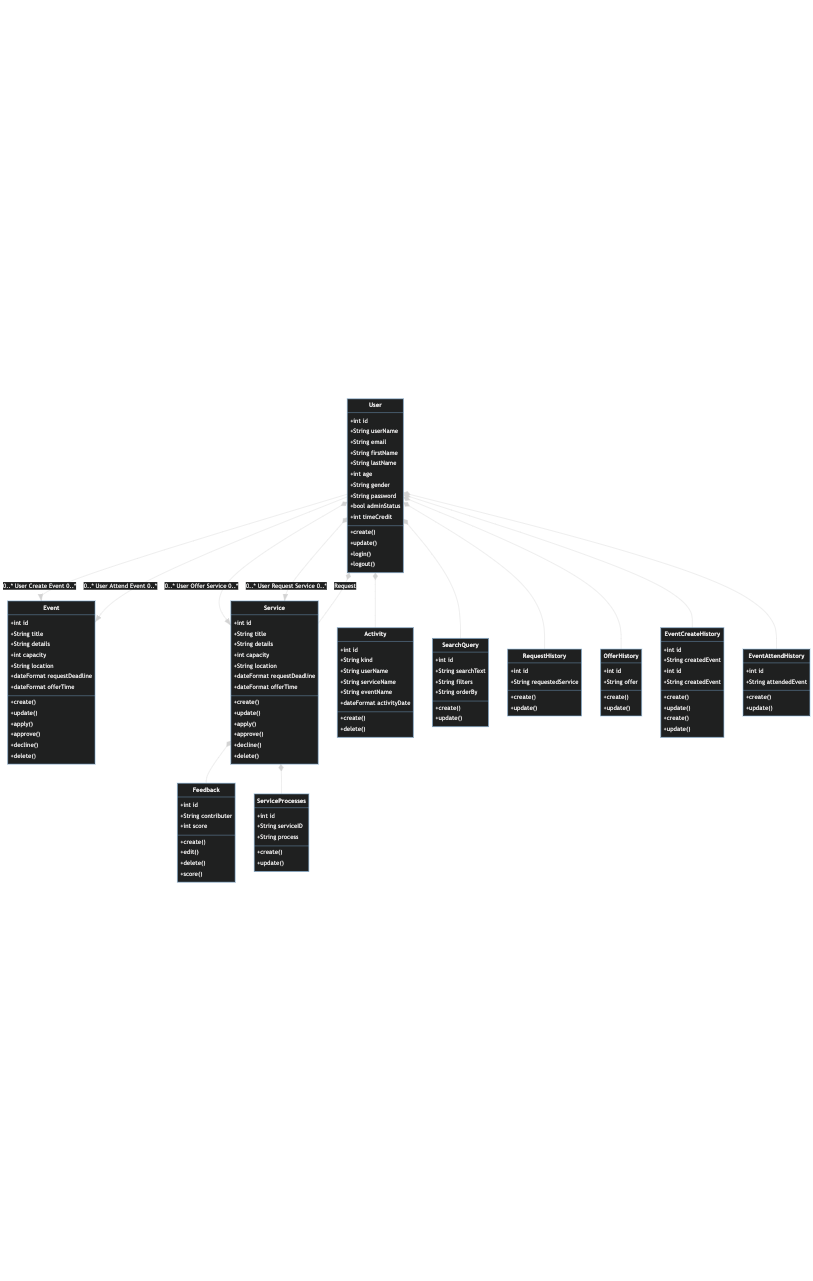 User
+int id
+String userName
+String email
+String firstName
+String lastName
+int age
+String gender
+String password
+bool adminStatus
+int timeCredit
+create()
+update()
+login()
+logout()
0..* User Create Event 0..*
0..* User Attend Event 0..*
0..* User Offer Service 0..*
0..* User Request Service 0..*
Request
Event
+int id
+String title
+String details
+int capacity
+String location
+dateFormat requestDeadline
+dateFormat offerTime
+create()
+update()
+apply()
+approve()
+decline()
+delete()
Service
+int id
+String title
+String details
+int capacity
+String location
+dateFormat requestDeadline
+dateFormat offerTime
+create()
+update()
+apply()
+approve()
+decline()
+delete()
Activity
+int id
+String kind
+String userName
+String serviceName
+String eventName
+dateFormat activityDate
+create()
+delete()
SearchQuery
+int id
+String searchText
+String filters
+String orderBy
+create()
+update()
RequestHistory
+int id
+String requestedService
+create()
+update()
OfferHistory
+int id
+String offer
+create()
+update()
EventCreateHistory
+int id
+String createdEvent
+int id
+String createdEvent
+create()
+update()
+create()
+update()
EventAttendHistory
+int id
+String attendedEvent
+create()
+update()
Feedback
+int id
+String contributer
+int score
+create()
+edit()
+delete()
+score()
ServiceProcesses
+int id
+String serviceID
+String process
+create()
+update()